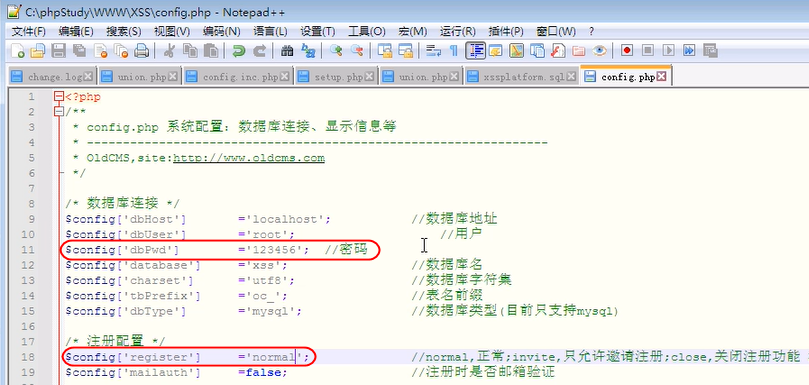 C:\phpStudy\WWW\XSS\config.php - Notepad++
文件(F) 编辑(E) 搜索(S) 视图(V) 编码(N) 语言(L) 设置(T) 工具(O) 宏(M) 运行(R) 插件(P) 窗口(W) ?
change.log union.php config.inc.php setup.php union.php xssplatform.sql config.php
1 <?php
2 /**
3 * config.php 系统配置：数据库连接、显示信息等
4 * ----------------------------------------------------------------
5 * OldCMS,site:http://www.oldcms.com
6 */
7
8 /* 数据库连接 */
9 $config['dbHost'] ='localhost'; //数据库地址
10 $config['dbUser'] ='root'; //用户
11 $config['dbPwd'] ='123456'; //密码
12 $config['database'] ='xss'; //数据库名
13 $config['charset'] ='utf8'; //数据库字符集
14 $config['tbPrefix'] ='oc_'; //表名前缀
15 $config['dbType'] ='mysql'; //数据库类型(目前只支持mysql)
16
17 /* 注册配置 */
18 $config['register'] ='normal'; //normal,正常;invite,只允许邀请注册;close,关闭注册功能
19 $config['mailauth'] =false; //注册时是否邮箱验证